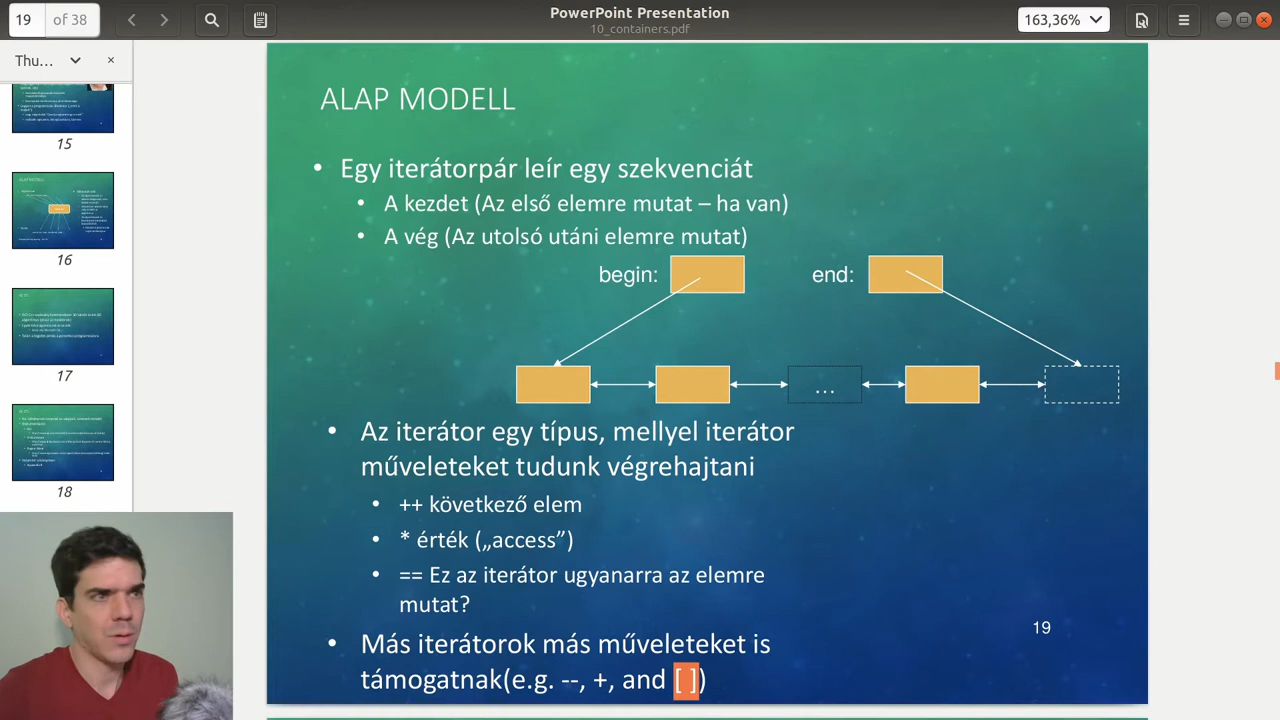 19 of 38
PowerPoint Presentation
10_containers.pdf
163,36%
Thu...
15
16
17
18
ALAP MODELL
• Egy iterátorpár leír egy szekvenciát
• A kezdet (Az első elemre mutat – ha van)
• A vég (Az utolsó utáni elemre mutat)
begin:
end:
...
• Az iterátor egy típus, mellyel iterátor
műveleteket tudunk végrehajtani
• ++ következő elem
• * érték („access”)
• == Ez az iterátor ugyanarra az elemre
mutat?
• Más iterátorok más műveleteket is
támogatnak(e.g. --, +, and [ ])
19